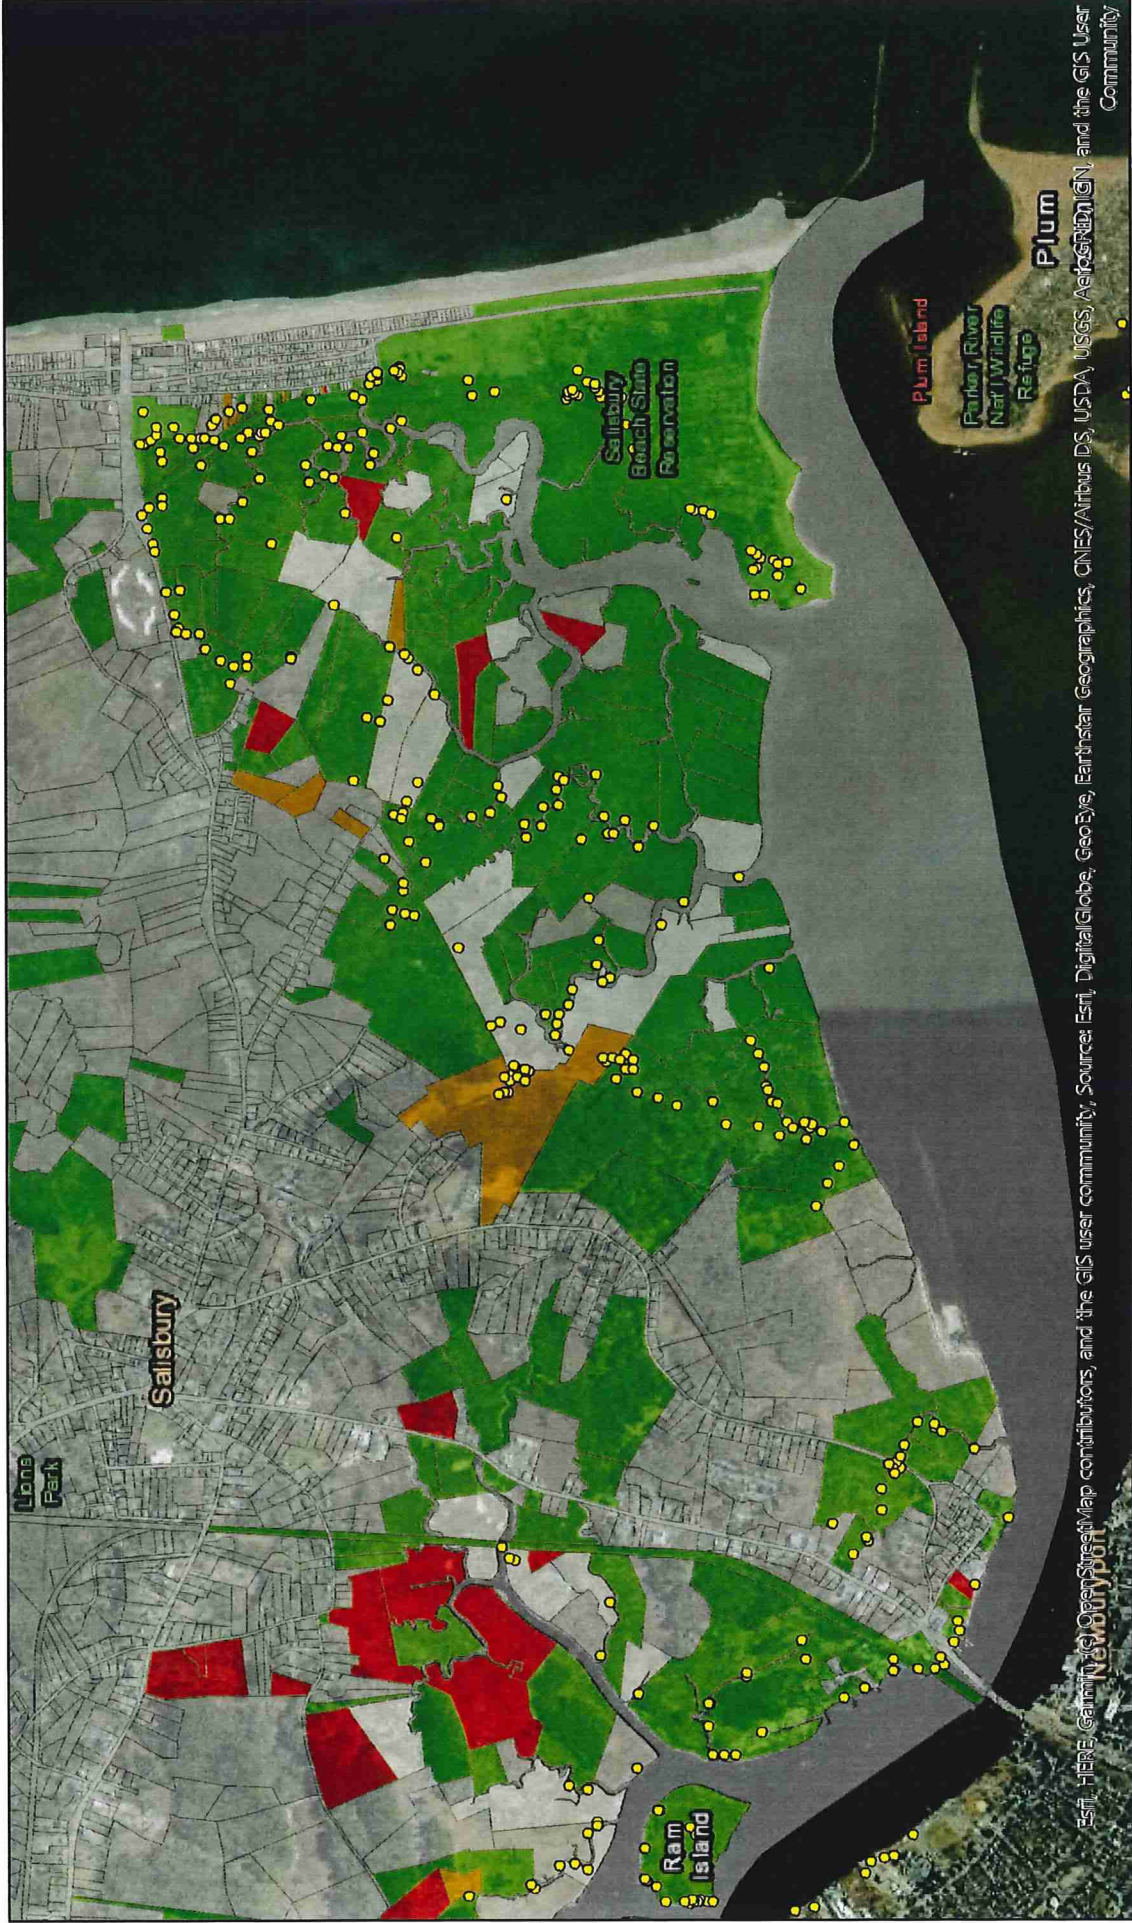 Lions
Park
Salisbury
Salisbury
Beach State
Reservation
Plum Island
Parker River
Nat'l Wildlife
Refuge
Plum
Ram
Island
Newburyport
Esri, HERE, Garmin, (c) OpenStreetMap contributors, and the GIS user community, Source: Esri, DigitalGlobe, GeoEye, Earthstar Geographics, CNES/Airbus DS, USDA, USGS, AeroGRID, IGN, and the GIS User
Community